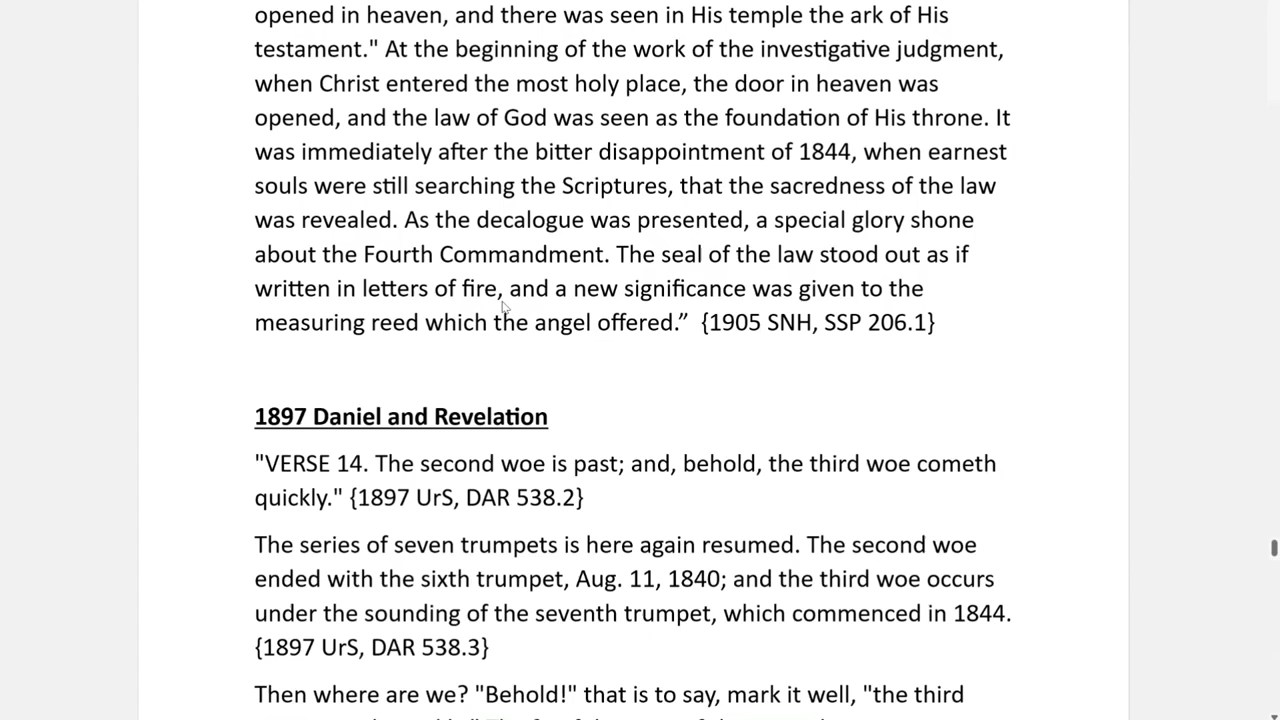 opened in heaven, and there was seen in His temple the ark of His
testament." At the beginning of the work of the investigative judgment,
when Christ entered the most holy place, the door in heaven was
opened, and the law of God was seen as the foundation of His throne. It
was immediately after the bitter disappointment of 1844, when earnest
souls were still searching the Scriptures, that the sacredness of the law
was revealed. As the decalogue was presented, a special glory shone
about the Fourth Commandment. The seal of the law stood out as if
written in letters of fire, and a new significance was given to the
measuring reed which the angel offered.” {1905 SNH, SSP 206.1}
1897 Daniel and Revelation
"VERSE 14. The second woe is past; and, behold, the third woe cometh
quickly." {1897 UrS, DAR 538.2}
The series of seven trumpets is here again resumed. The second woe
ended with the sixth trumpet, Aug. 11, 1840; and the third woe occurs
under the sounding of the seventh trumpet, which commenced in 1844.
{1897 UrS, DAR 538.3}
Then where are we? "Behold!" that is to say, mark it well, "the third